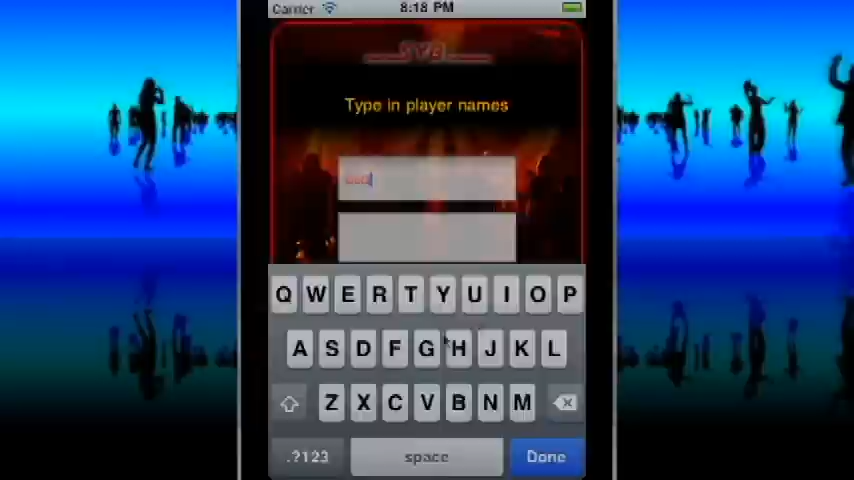 Carrier 8:18 PM
Type in player names
Q W E R T Y U I O P
A S D F G H J K L
Z X C V B N M
.?123 space Done